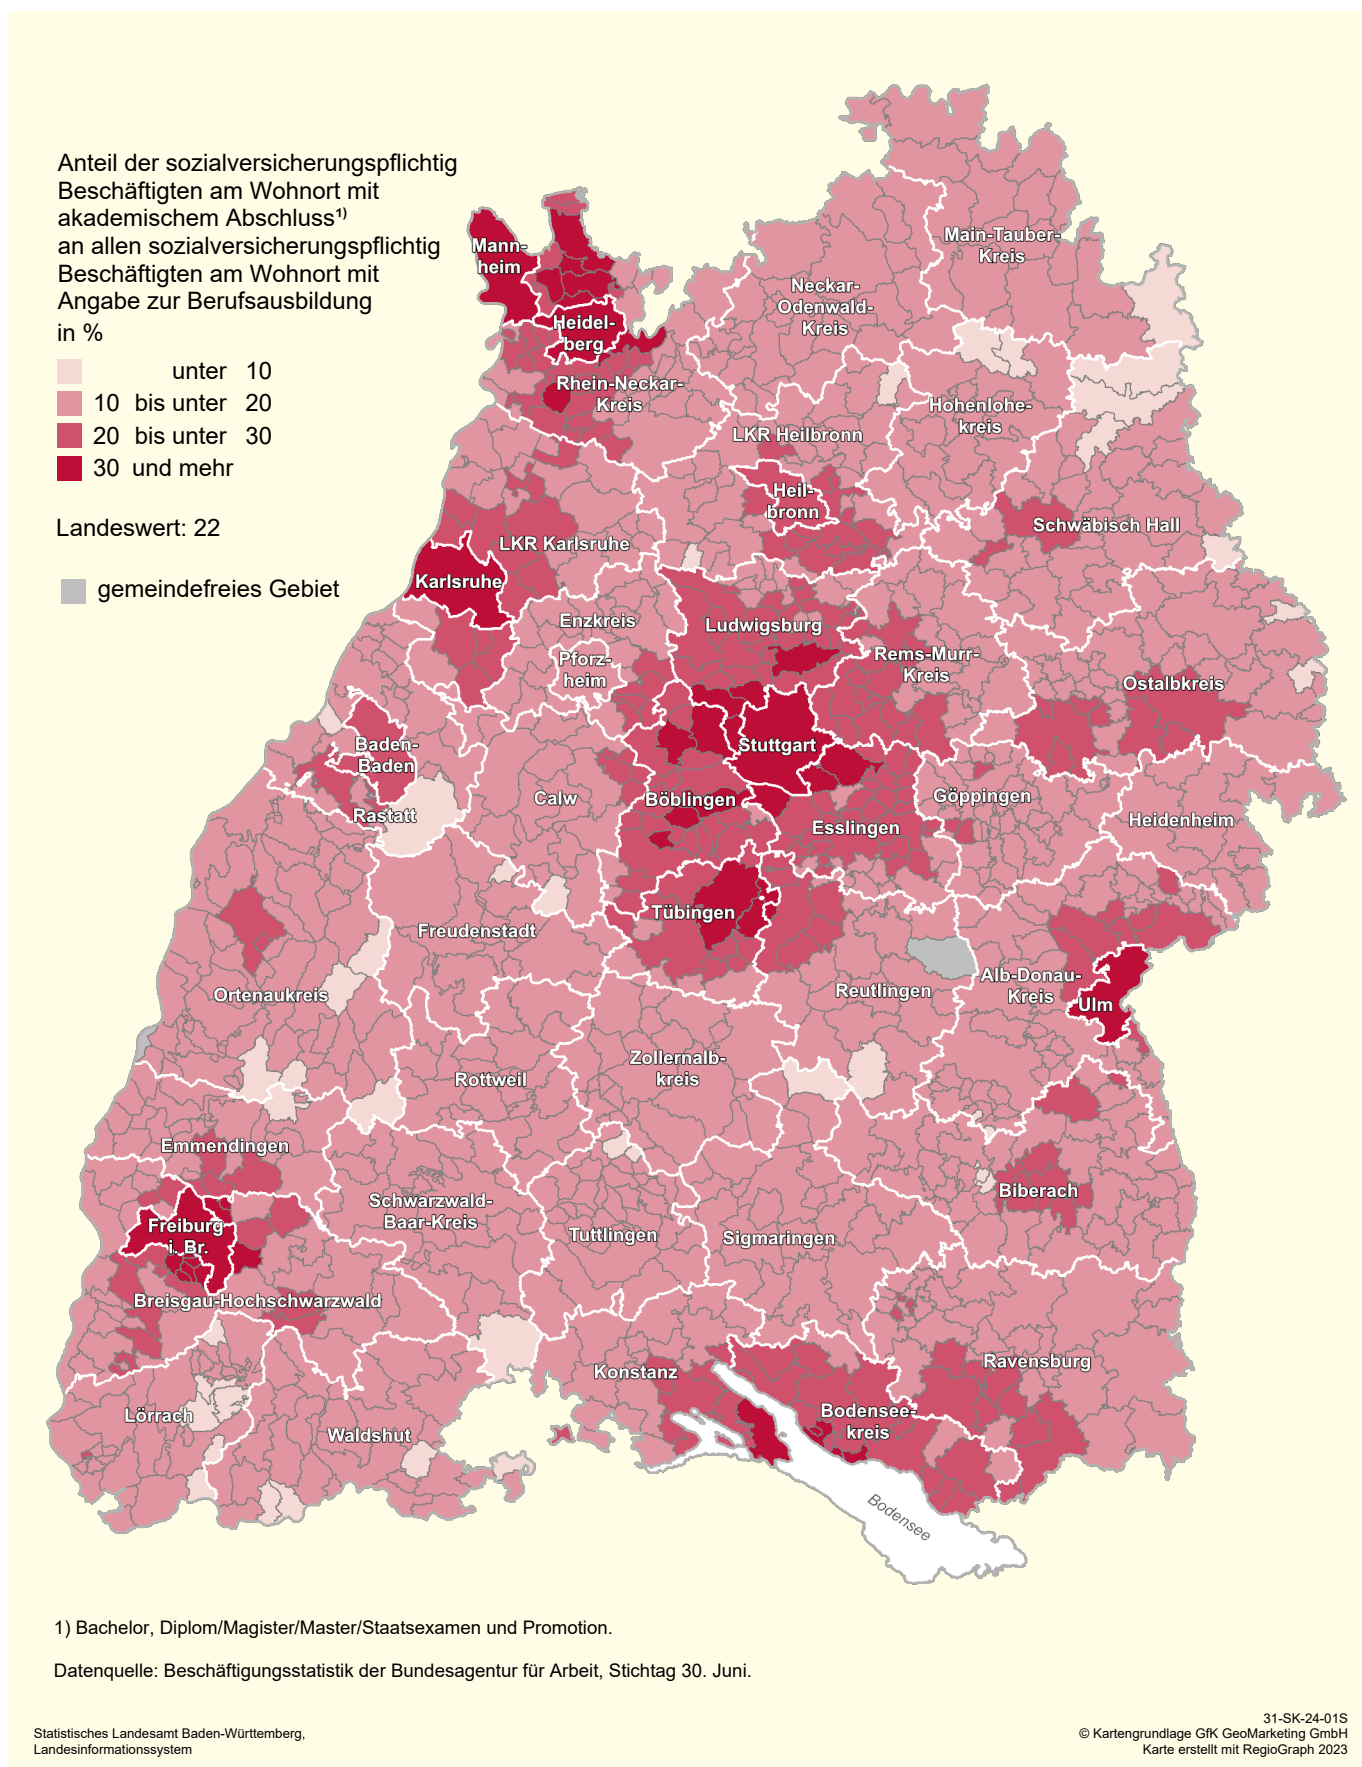 Anteil der sozialversicherungspflichtig
Beschäftigten am Wohnort mit
akademischem Abschluss¹⁾
an allen sozialversicherungspflichtig
Beschäftigten am Wohnort mit
Angabe zur Berufsausbildung
in %
unter 10
10 bis unter 20
20 bis unter 30
30 und mehr
Landeswert: 22
gemeindefreies Gebiet
Mann-
heim
Heidel-
berg
Rhein-Neckar-
Kreis
Neckar-
Odenwald-
Kreis
Main-Tauber-
Kreis
Hohenlohe-
kreis
LKR Heilbronn
Heil-
bronn
Schwäbisch Hall
LKR Karlsruhe
Karlsruhe
Enzkreis
Pforz-
heim
Ludwigsburg
Rems-Murr-
Kreis
Ostalbkreis
Baden-
Baden
Rastatt
Stuttgart
Calw
Böblingen
Esslingen
Göppingen
Heidenheim
Tübingen
Freudenstadt
Ortenaukreis
Reutlingen
Alb-Donau-
Kreis
Ulm
Zollernalb-
kreis
Rottweil
Emmendingen
Biberach
Freiburg
i. Br.
Schwarzwald-
Baar-Kreis
Tuttlingen
Sigmaringen
Breisgau-Hochschwarzwald
Konstanz
Ravensburg
Lörrach
Waldshut
Bodensee-
kreis
Bodensee
1) Bachelor, Diplom/Magister/Master/Staatsexamen und Promotion.
Datenquelle: Beschäftigungsstatistik der Bundesagentur für Arbeit, Stichtag 30. Juni.
Statistisches Landesamt Baden-Württemberg,
Landesinformationssystem
31-SK-24-01S
© Kartengrundlage GfK GeoMarketing GmbH
Karte erstellt mit RegioGraph 2023